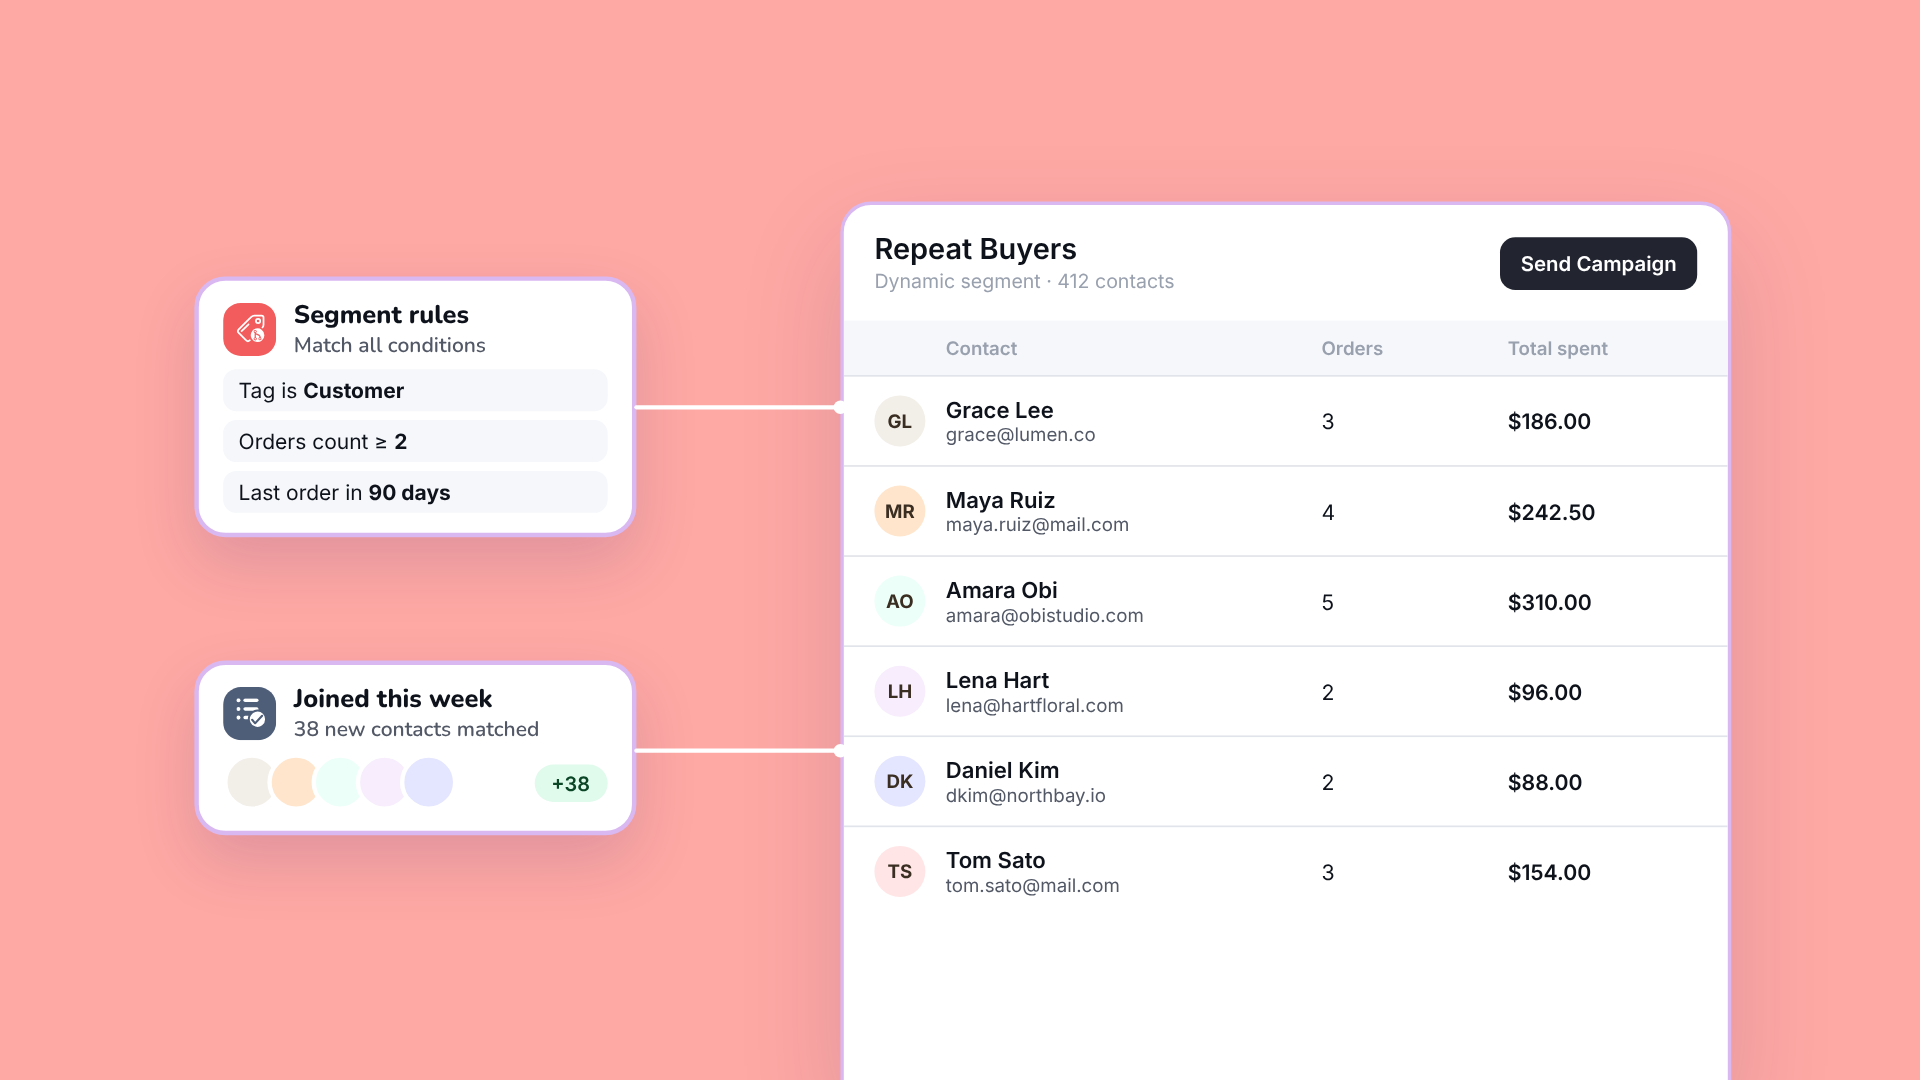 Segment rules
Match all conditions
Tag is Customer
Orders count ≥ 2
Last order in 90 days
Joined this week
38 new contacts matched
+38
Repeat Buyers
Dynamic segment · 412 contacts
Send Campaign
Contact Orders Total spent
GL Grace Lee 3 $186.00
grace@lumen.co
MR Maya Ruiz 4 $242.50
maya.ruiz@mail.com
AO Amara Obi 5 $310.00
amara@obistudio.com
LH Lena Hart 2 $96.00
lena@hartfloral.com
DK Daniel Kim 2 $88.00
dkim@northbay.io
TS Tom Sato 3 $154.00
tom.sato@mail.com